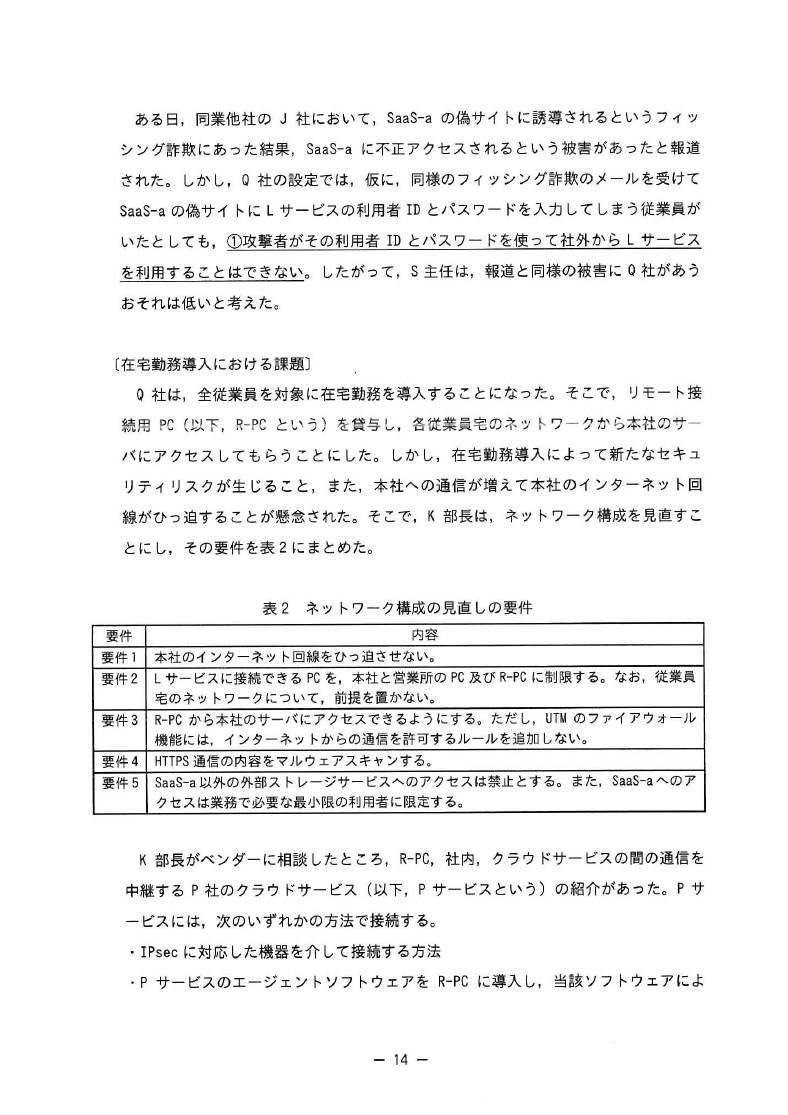 ある日，同業他社の J 社において，SaaS-a の偽サイトに誘導されるというフィッ
シング詐欺にあった結果，SaaS-a に不正アクセスされるという被害があったと報道
された。しかし，Q 社の設定では，仮に，同様のフィッシング詐欺のメールを受けて
SaaS-a の偽サイトに L サービスの利用者 ID とパスワードを入力してしまう従業員が
いたとしても，①攻撃者がその利用者 ID とパスワードを使って社外から L サービス
を利用することはできない。したがって，S 主任は，報道と同様の被害に Q 社があう
おそれは低いと考えた。
〔在宅勤務導入における課題〕
Q 社は，全従業員を対象に在宅勤務を導入することになった。そこで，リモート接
続用 PC（以下，R-PC という）を貸与し，各従業員宅のネットワークから本社のサー
バにアクセスしてもらうことにした。しかし，在宅勤務導入によって新たなセキュ
リティリスクが生じること，また，本社への通信が増えて本社のインターネット回
線がひっ迫することが懸念された。そこで，K 部長は，ネットワーク構成を見直すこ
とにし，その要件を表 2 にまとめた。
表 2 ネットワーク構成の見直しの要件
要件 内容
要件 1 本社のインターネット回線をひっ迫させない。
要件 2 L サービスに接続できる PC を，本社と営業所の PC 及び R-PC に制限する。なお，従業員
宅のネットワークについて，前提を置かない。
要件 3 R-PC から本社のサーバにアクセスできるようにする。ただし，UTM のファイアウォール
機能には，インターネットからの通信を許可するルールを追加しない。
要件 4 HTTPS 通信の内容をマルウェアスキャンする。
要件 5 SaaS-a 以外の外部ストレージサービスへのアクセスは禁止とする。また，SaaS-a へのア
クセスは業務で必要な最小限の利用者に限定する。
K 部長がベンダーに相談したところ，R-PC，社内，クラウドサービスの間の通信を
中継する P 社のクラウドサービス（以下，P サービスという）の紹介があった。P サ
ービスには，次のいずれかの方法で接続する。
・IPsec に対応した機器を介して接続する方法
・P サービスのエージェントソフトウェアを R-PC に導入し，当該ソフトウェアによ
－ 14 －